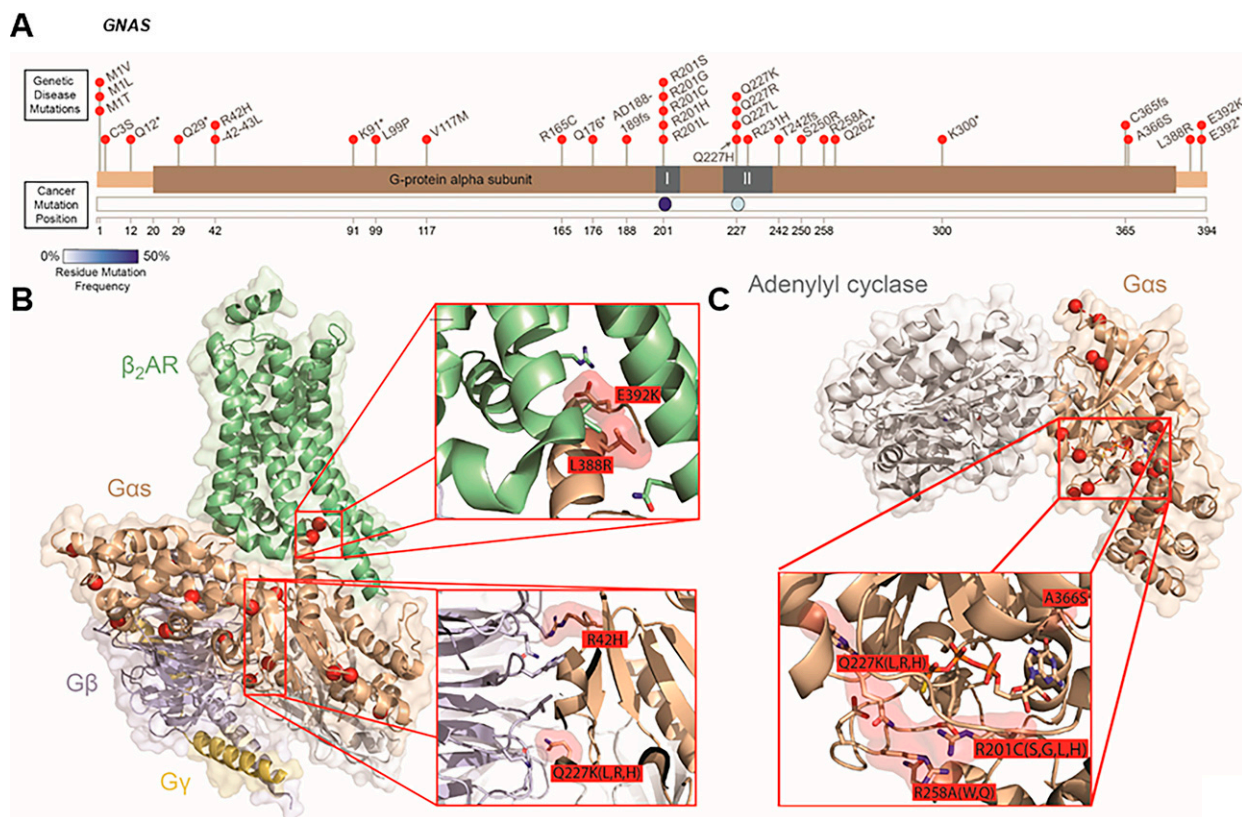 A
GNAS
Genetic
Disease
Mutations
M1V
M1L
M1T
C3S
Q12*
Q29*
R42H
-42-43L
K91*
L99P
V117M
R165C
Q176*
AD188-
189fs
R201S
R201G
R201C
R201H
R201L
Q227K
Q227R
Q227L
Q227H
R231H
T242fs
S250R
R258A
Q262*
K300*
C365fs
A366S
L388R
E392K
E392*
G-protein alpha subunit
I
II
Cancer
Mutation
Position
1 12 20 29 42 91 99 117 165 176 188 201 227 242 250 258 300 365 394
0% 50%
Residue Mutation
Frequency
B
β₂AR
Gαs
Gβ
Gγ
E392K
L388R
R42H
Q227K(L,R,H)
C
Adenylyl cyclase
Gαs
A366S
Q227K(L,R,H)
R201C(S,G,L,H)
R258A(W,Q)